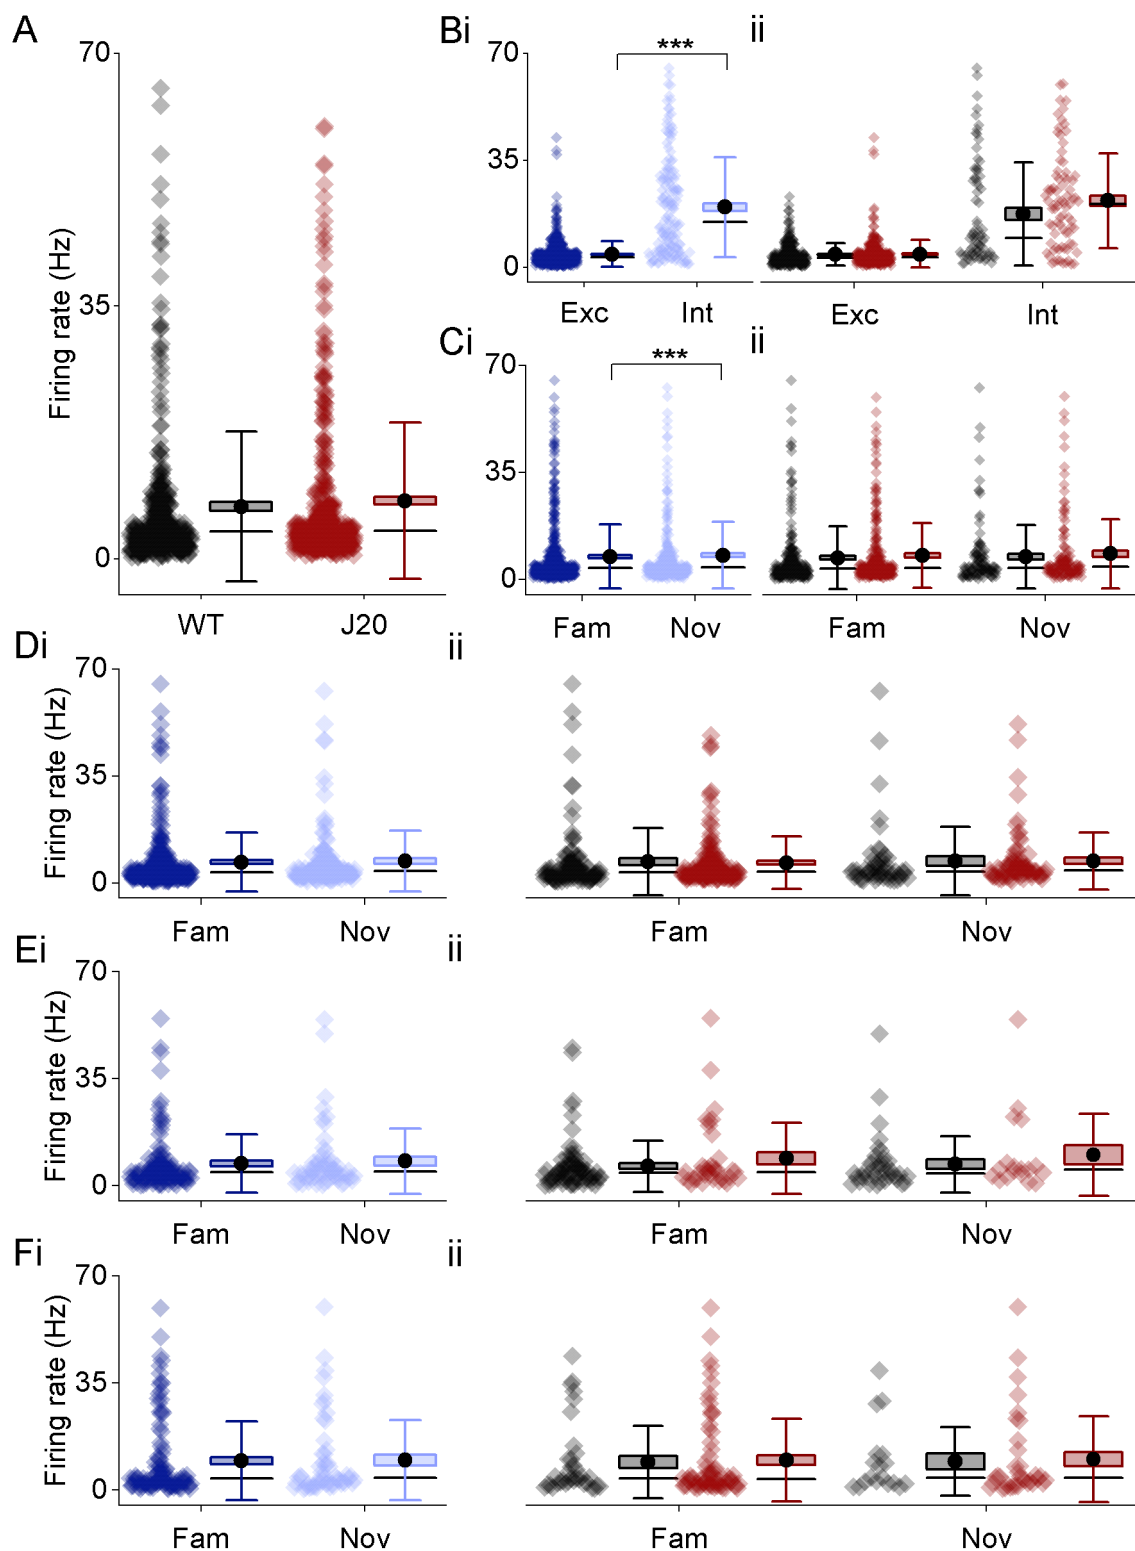 A
70
35
0
Firing rate (Hz)
WT J20
Bi ii
70
35
0
***
Exc Int Exc Int
Ci ii
70
35
0
***
Fam Nov Fam Nov
Di ii
70
35
0
Firing rate (Hz)
Fam Nov Fam Nov
Ei ii
70
35
0
Firing rate (Hz)
Fam Nov Fam Nov
Fi ii
70
35
0
Firing rate (Hz)
Fam Nov Fam Nov